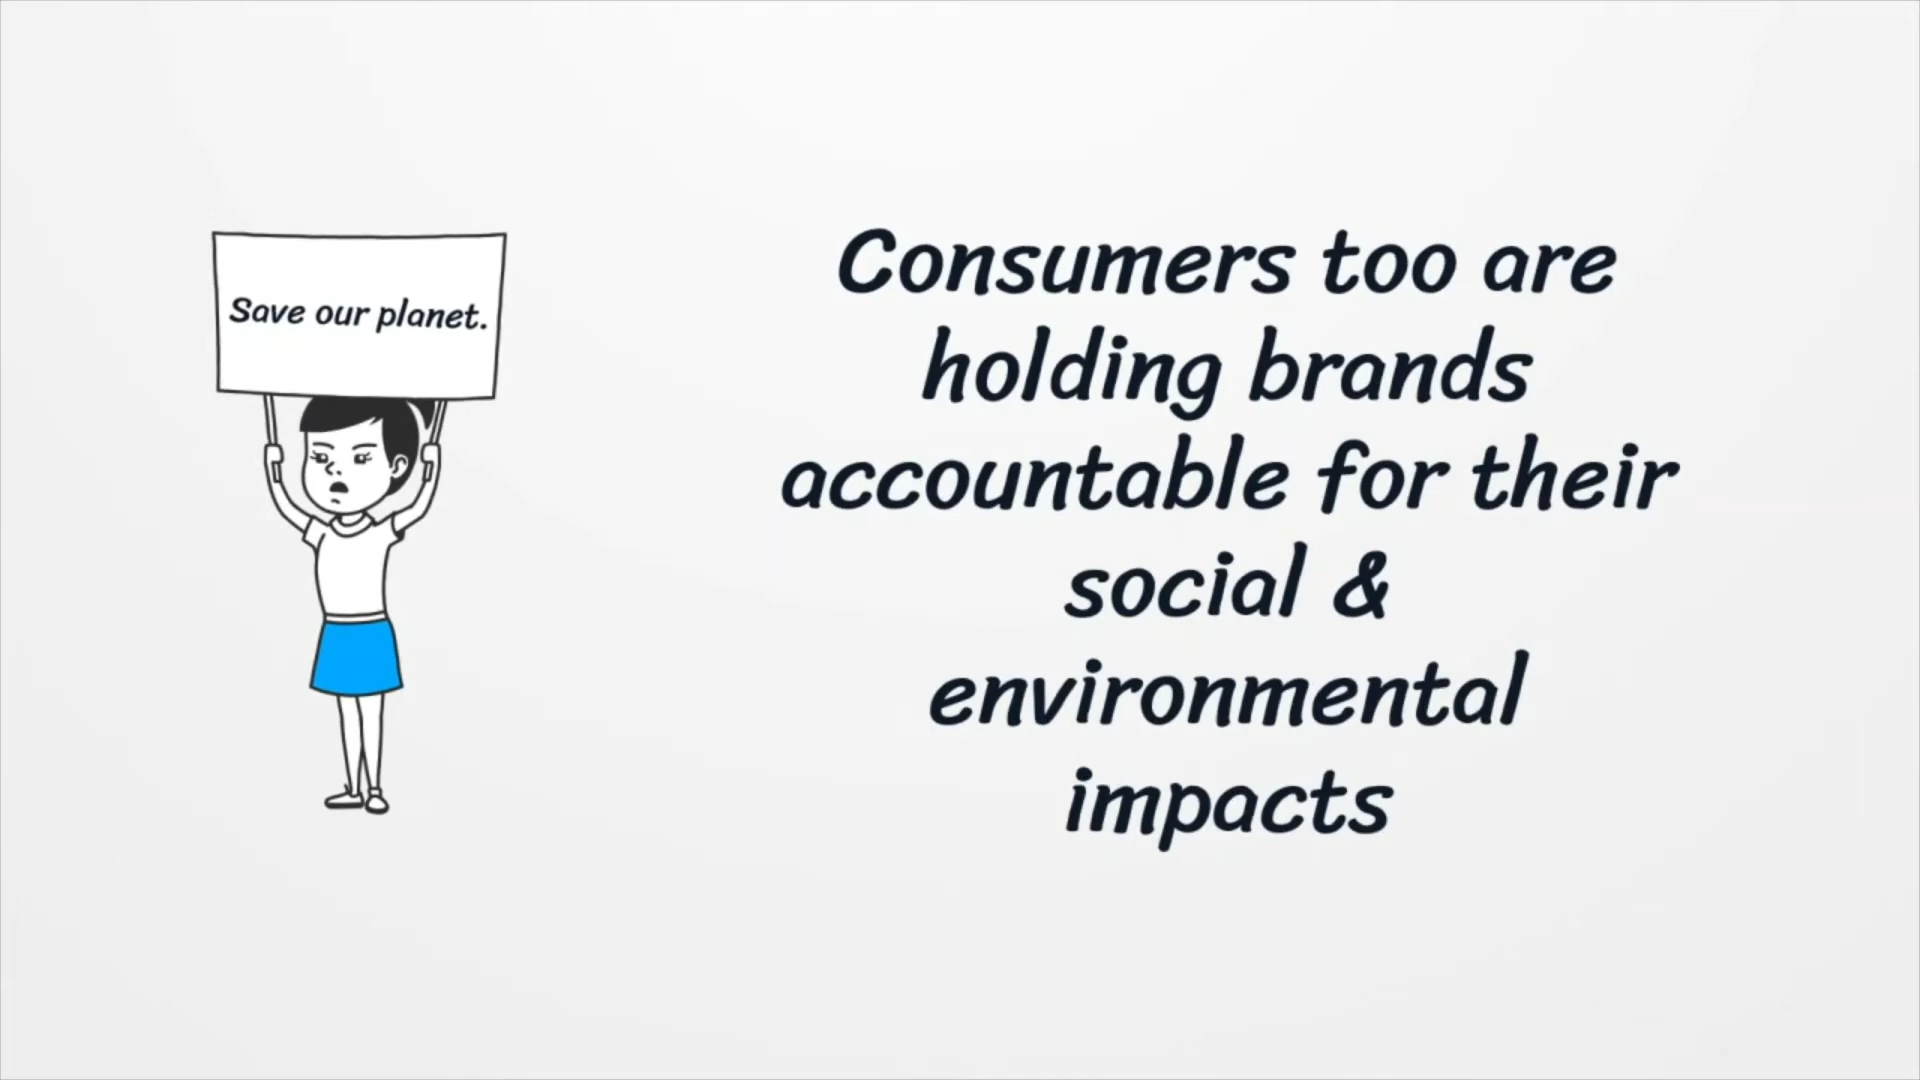 Save our planet.
Consumers too are
holding brands
accountable for their
social &
environmental
impacts